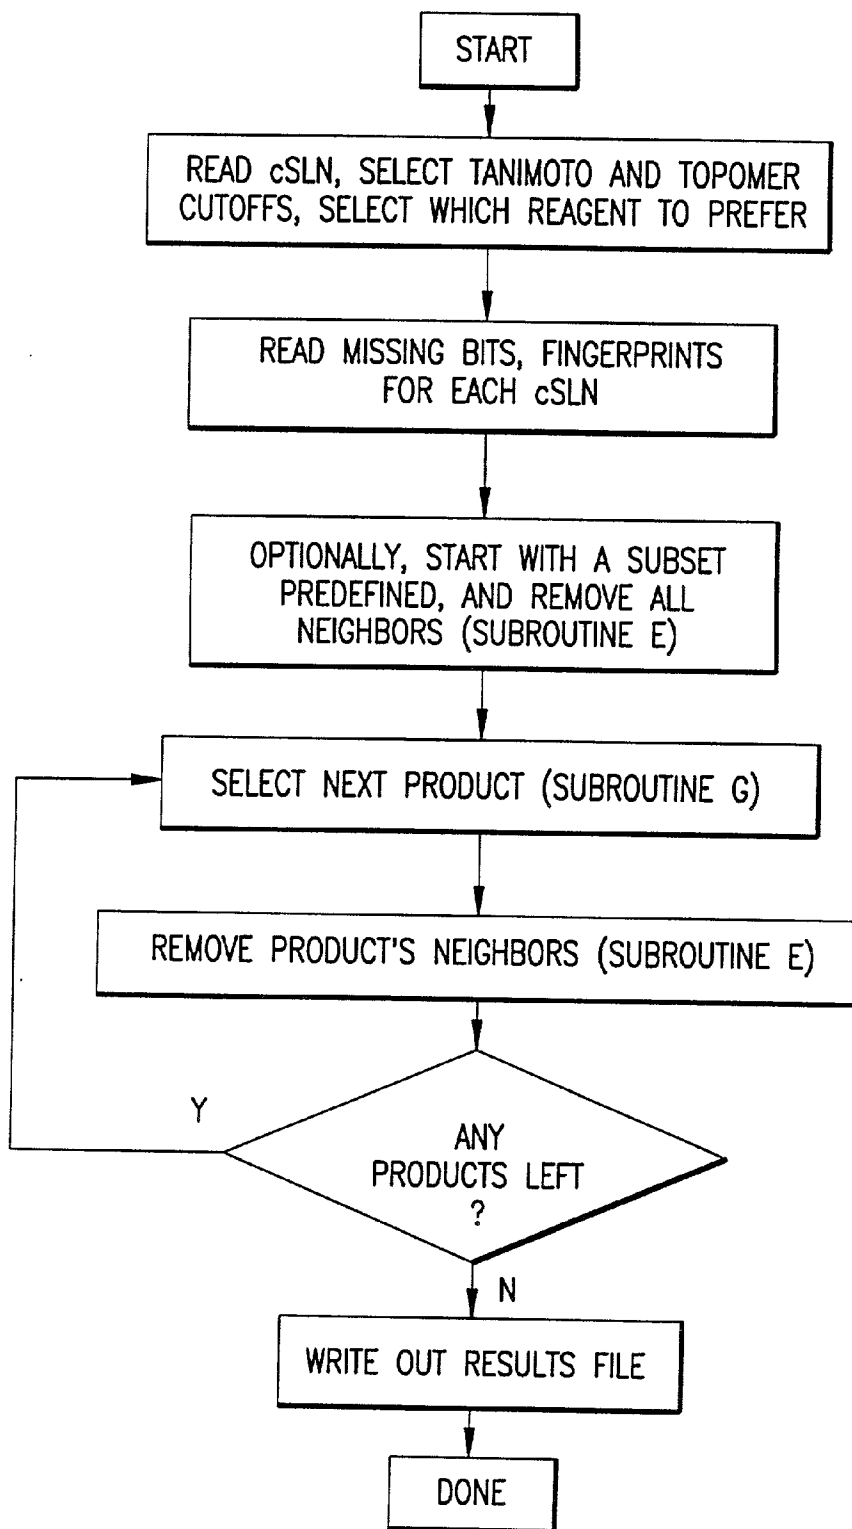 START
READ cSLN, SELECT TANIMOTO AND TOPOMER
CUTOFFS, SELECT WHICH REAGENT TO PREFER
READ MISSING BITS, FINGERPRINTS
FOR EACH cSLN
OPTIONALLY, START WITH A SUBSET
PREDEFINED, AND REMOVE ALL
NEIGHBORS (SUBROUTINE E)
SELECT NEXT PRODUCT (SUBROUTINE G)
REMOVE PRODUCT'S NEIGHBORS (SUBROUTINE E)
Y
ANY
PRODUCTS LEFT
?
N
WRITE OUT RESULTS FILE
DONE